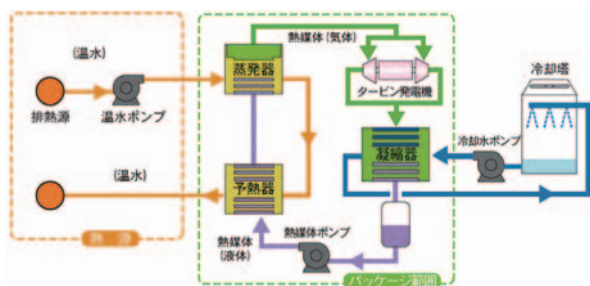 (温水)
排熱源
温水ポンプ
(温水)
熱源
蒸発器
予熱器
熱媒体(気体)
タービン発電機
凝縮器
熱媒体ポンプ
熱媒体
(液体)
パッケージ範囲
冷却水ポンプ
冷却塔